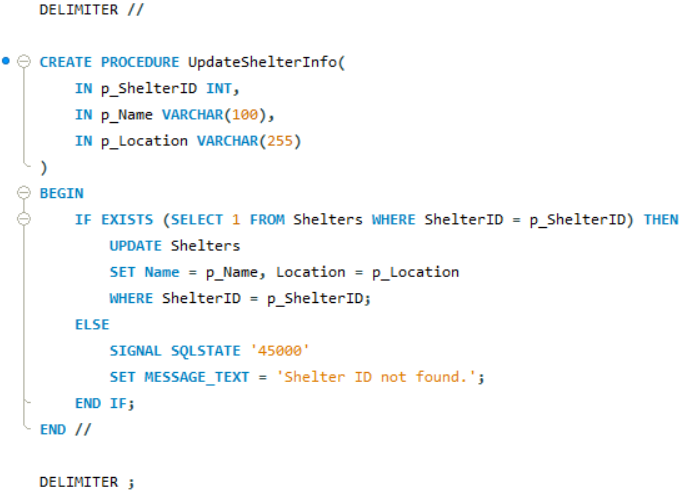 DELIMITER //
CREATE PROCEDURE UpdateShelterInfo(
IN p_ShelterID INT,
IN p_Name VARCHAR(100),
IN p_Location VARCHAR(255)
)
BEGIN
IF EXISTS (SELECT 1 FROM Shelters WHERE ShelterID = p_ShelterID) THEN
UPDATE Shelters
SET Name = p_Name, Location = p_Location
WHERE ShelterID = p_ShelterID;
ELSE
SIGNAL SQLSTATE '45000'
SET MESSAGE_TEXT = 'Shelter ID not found.';
END IF;
END //
DELIMITER ;